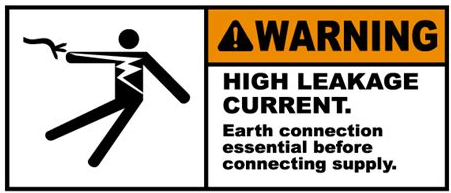 WARNING
HIGH LEAKAGE
CURRENT.
Earth connection
essential before
connecting supply.